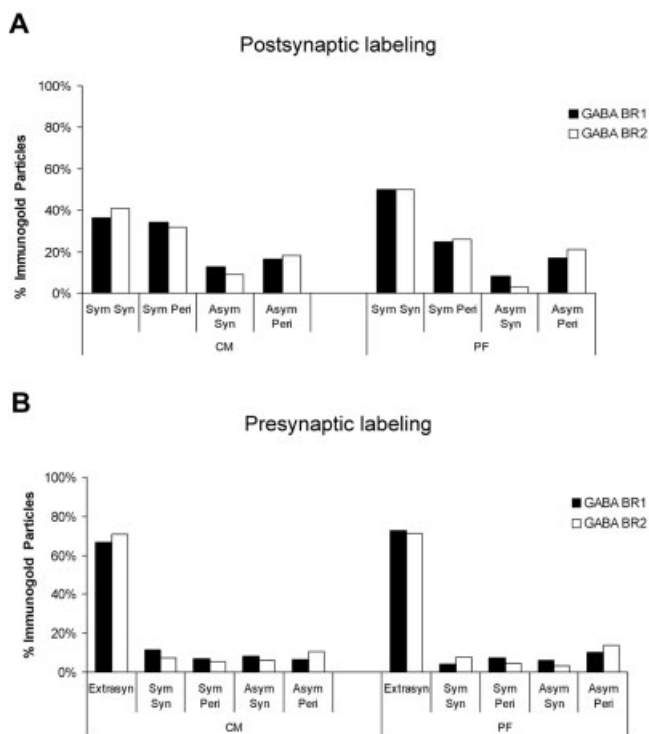 A
Postsynaptic labeling
100%
80%
60%
40%
20%
0%
% Immunogold Particles
GABA BR1
GABA BR2
Sym Syn Sym Peri Asym Syn Asym Peri Sym Syn Sym Peri Asym Syn Asym Peri
CM PF
B
Presynaptic labeling
100%
80%
60%
40%
20%
0%
% Immunogold Particles
GABA BR1
GABA BR2
Extrasyn Sym Syn Sym Peri Asym Syn Asym Peri Extrasyn Sym Syn Sym Peri Asym Syn Asym Peri
CM PF